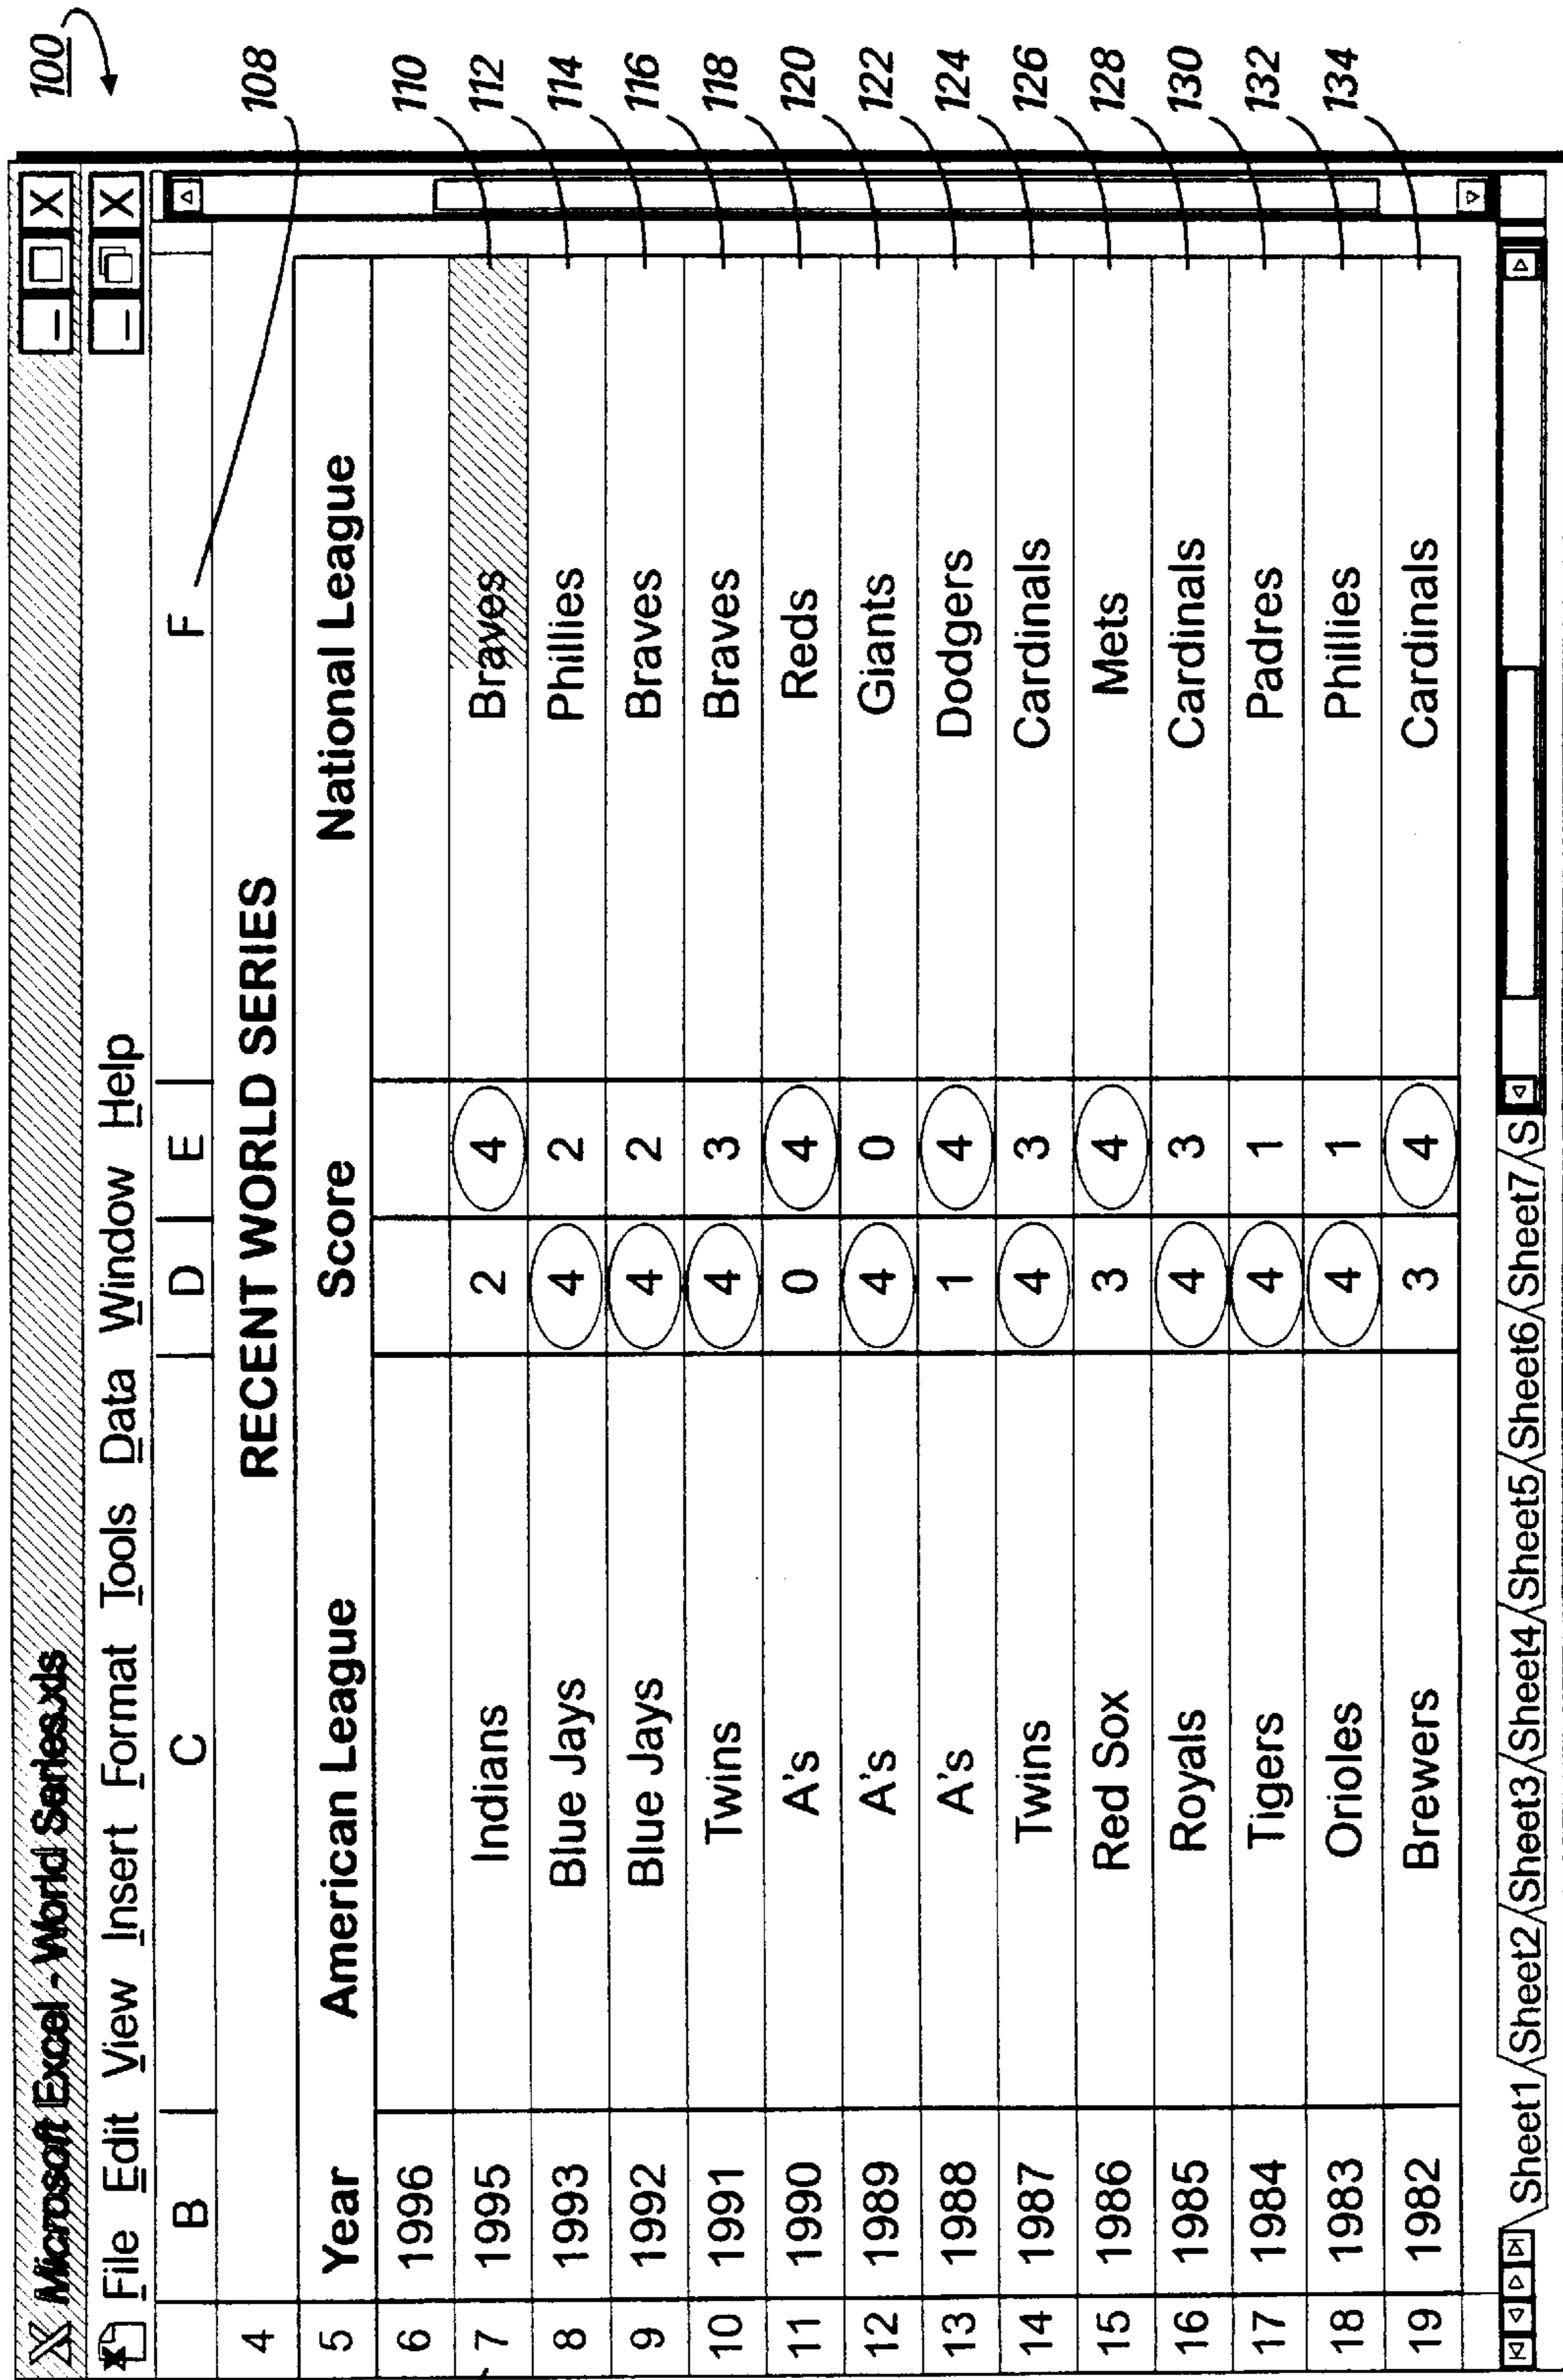 100
Microsoft Excel - World Series.xls _ X
File Edit View Insert Format Tools Data Window Help _ X
B C D E F 108
4 RECENT WORLD SERIES
5 Year American League Score National League
6 1996
7 1995 Indians 2 4 Braves 110
8 1993 Blue Jays 4 2 Phillies 112
9 1992 Blue Jays 4 2 Braves 114
10 1991 Twins 4 3 Braves 116
11 1990 A's 0 4 Reds 118
12 1989 A's 4 0 Giants 120
13 1988 A's 1 4 Dodgers 122
14 1987 Twins 4 3 Cardinals 124
15 1986 Red Sox 3 4 Mets 126
16 1985 Royals 4 3 Cardinals 128
17 1984 Tigers 4 1 Padres 130
18 1983 Orioles 4 1 Phillies 132
19 1982 Brewers 3 4 Cardinals 134
Sheet1 Sheet2 Sheet3 Sheet4 Sheet5 Sheet6 Sheet7 S